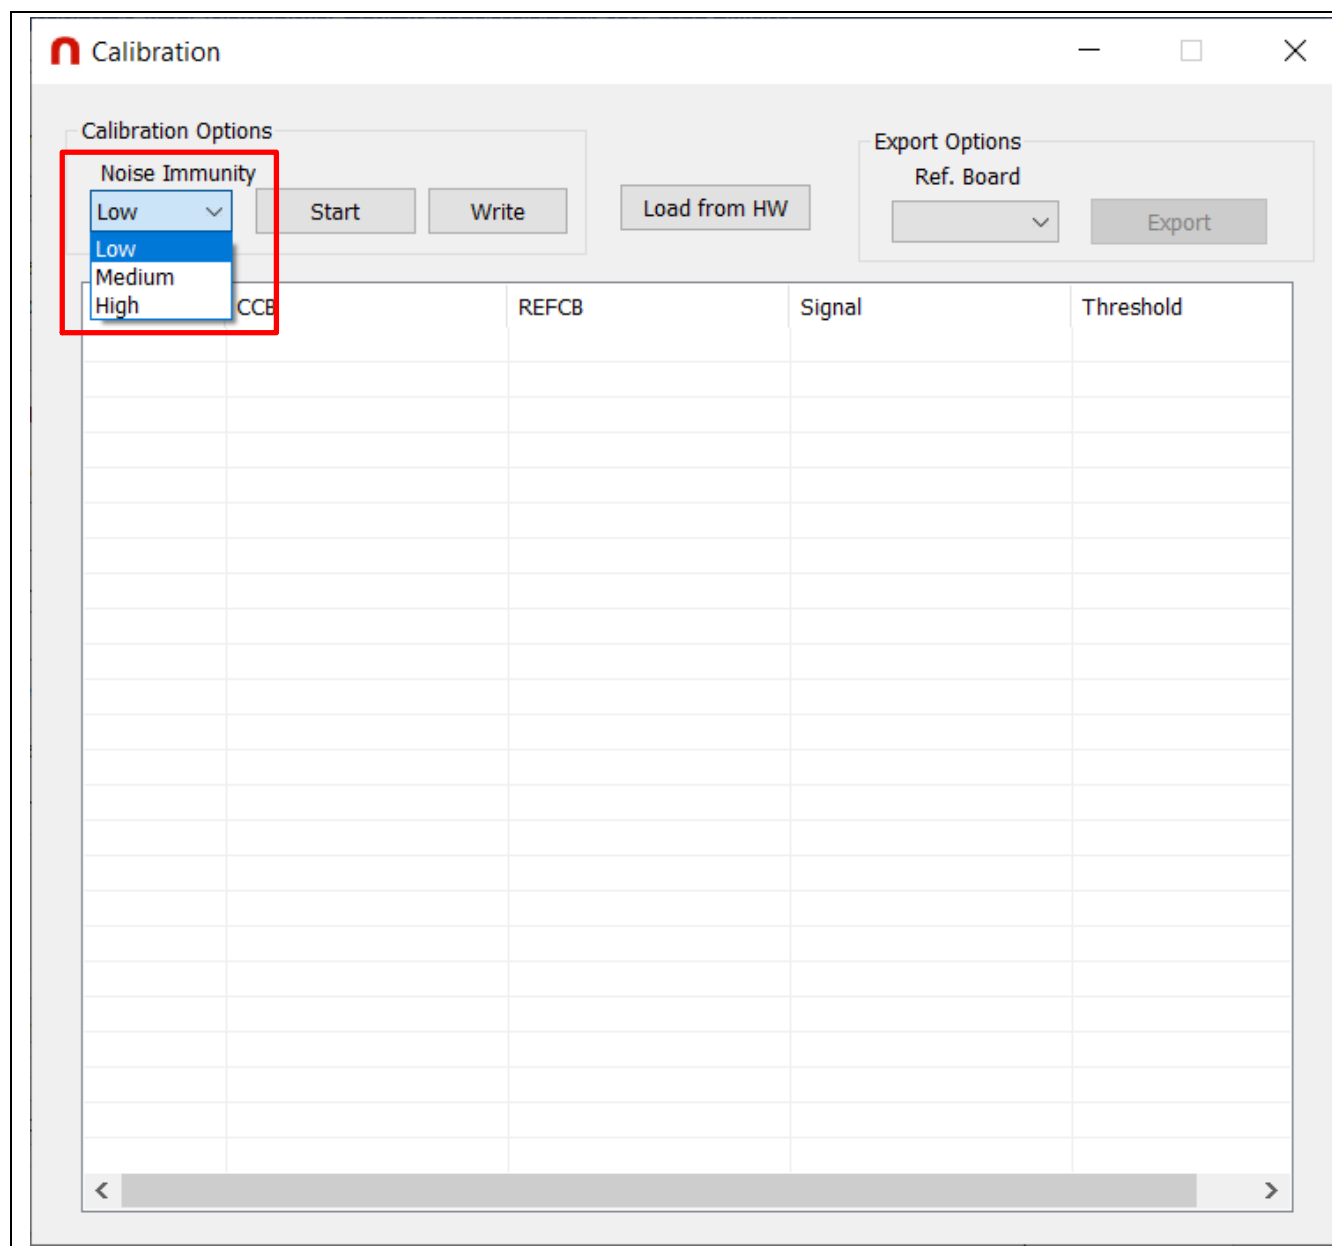 Calibration
Calibration Options
Noise Immunity
Low
Start
Write
Load from HW
Export Options
Ref. Board
Export
Low
Medium
High
CCB
REFCB
Signal
Threshold